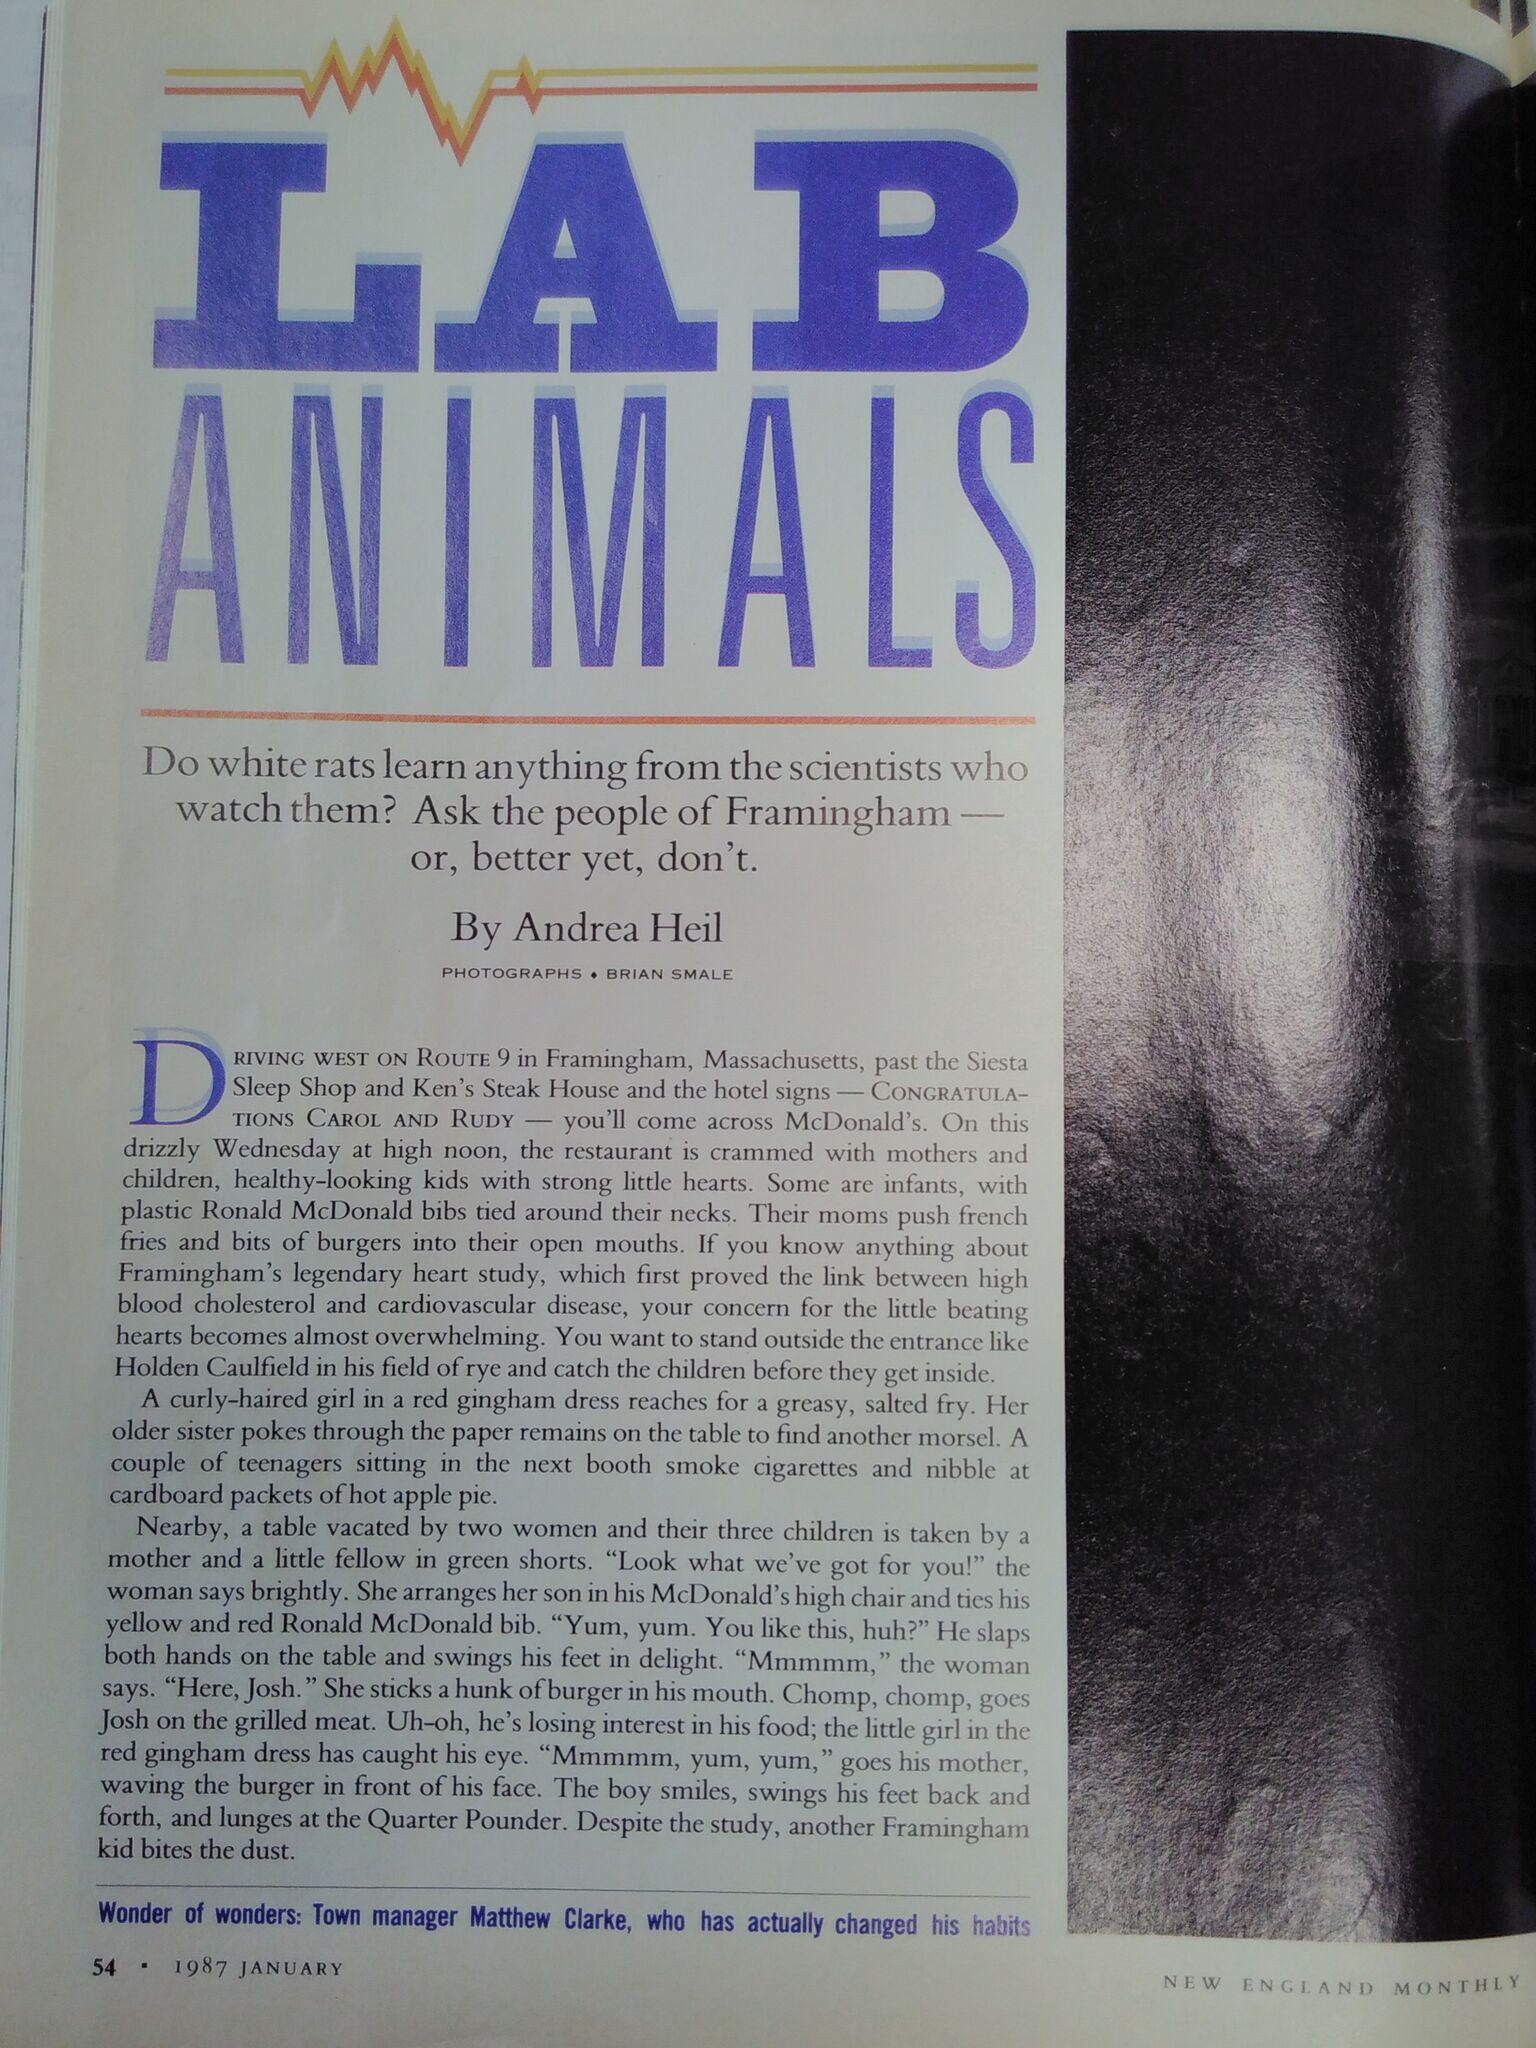 LAB
ANIMALS
Do white rats learn anything from the scientists who
watch them? Ask the people of Framingham —
or, better yet, don't.
By Andrea Heil
PHOTOGRAPHS ♦ BRIAN SMALE
DRIVING WEST ON ROUTE 9 in Framingham, Massachusetts, past the Siesta
Sleep Shop and Ken's Steak House and the hotel signs — CONGRATULA-
TIONS CAROL AND RUDY — you'll come across McDonald's. On this
drizzly Wednesday at high noon, the restaurant is crammed with mothers and
children, healthy-looking kids with strong little hearts. Some are infants, with
plastic Ronald McDonald bibs tied around their necks. Their moms push french
fries and bits of burgers into their open mouths. If you know anything about
Framingham's legendary heart study, which first proved the link between high
blood cholesterol and cardiovascular disease, your concern for the little beating
hearts becomes almost overwhelming. You want to stand outside the entrance like
Holden Caulfield in his field of rye and catch the children before they get inside.
A curly-haired girl in a red gingham dress reaches for a greasy, salted fry. Her
older sister pokes through the paper remains on the table to find another morsel. A
couple of teenagers sitting in the next booth smoke cigarettes and nibble at
cardboard packets of hot apple pie.
Nearby, a table vacated by two women and their three children is taken by a
mother and a little fellow in green shorts. “Look what we've got for you!” the
woman says brightly. She arranges her son in his McDonald's high chair and ties his
yellow and red Ronald McDonald bib. “Yum, yum. You like this, huh?” He slaps
both hands on the table and swings his feet in delight. “Mmmmm,” the woman
says. “Here, Josh.” She sticks a hunk of burger in his mouth. Chomp, chomp, goes
Josh on the grilled meat. Uh-oh, he's losing interest in his food; the little girl in the
red gingham dress has caught his eye. “Mmmmm, yum, yum,” goes his mother,
waving the burger in front of his face. The boy smiles, swings his feet back and
forth, and lunges at the Quarter Pounder. Despite the study, another Framingham
kid bites the dust.
Wonder of wonders: Town manager Matthew Clarke, who has actually changed his habits
54 ▪ 1987 JANUARY
NEW ENGLAND MONTHLY